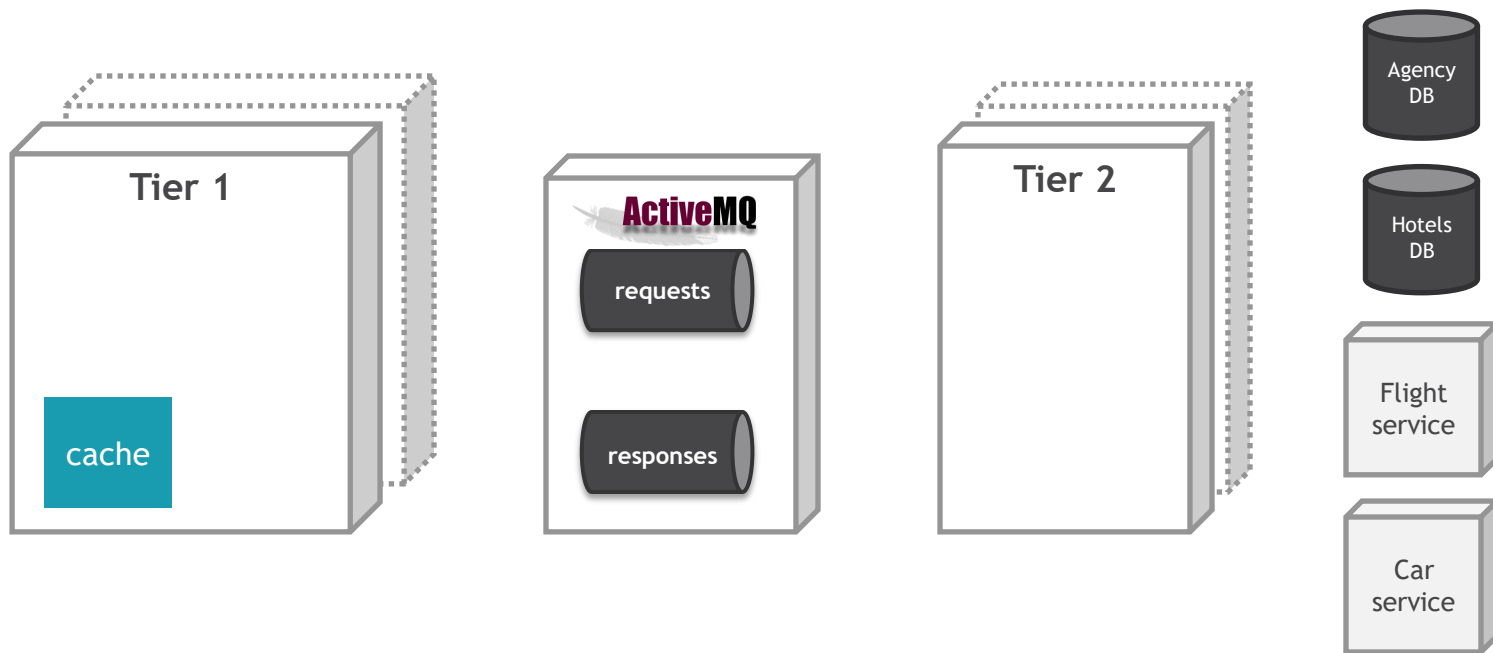 Tier 1
cache
ActiveMQ
requests
responses
Tier 2
Agency
DB
Hotels
DB
Flight
service
Car
service